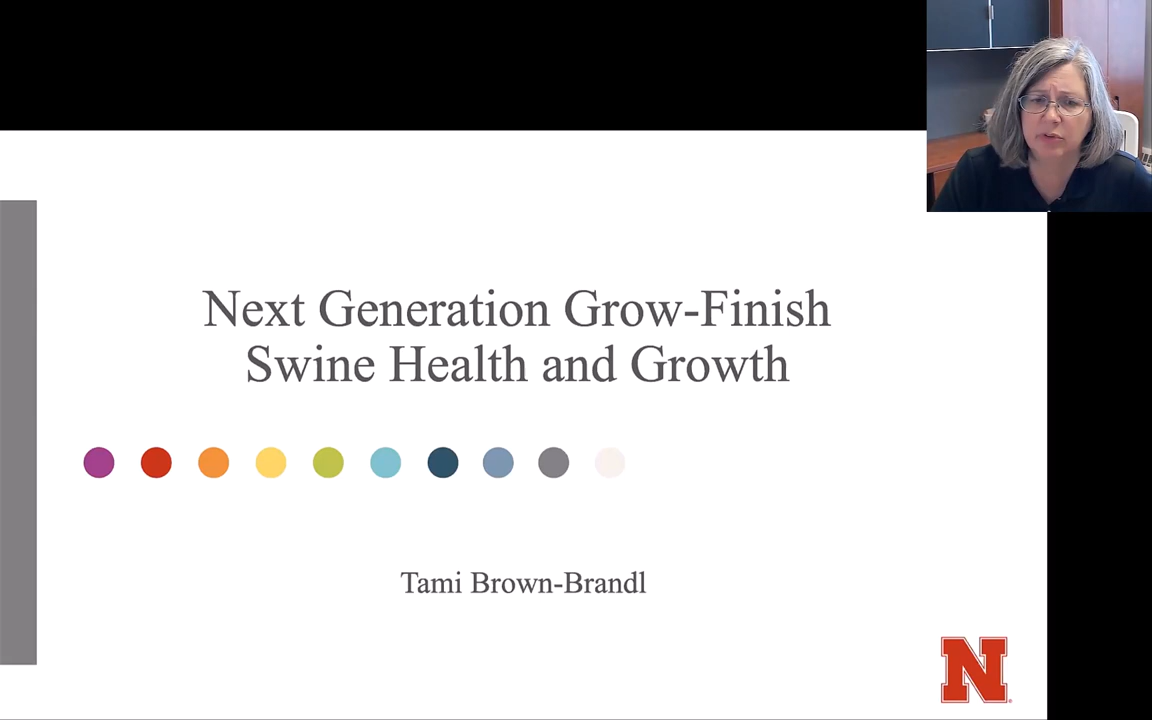 Next Generation Grow-Finish
Swine Health and Growth
Tami Brown-Brandl
N